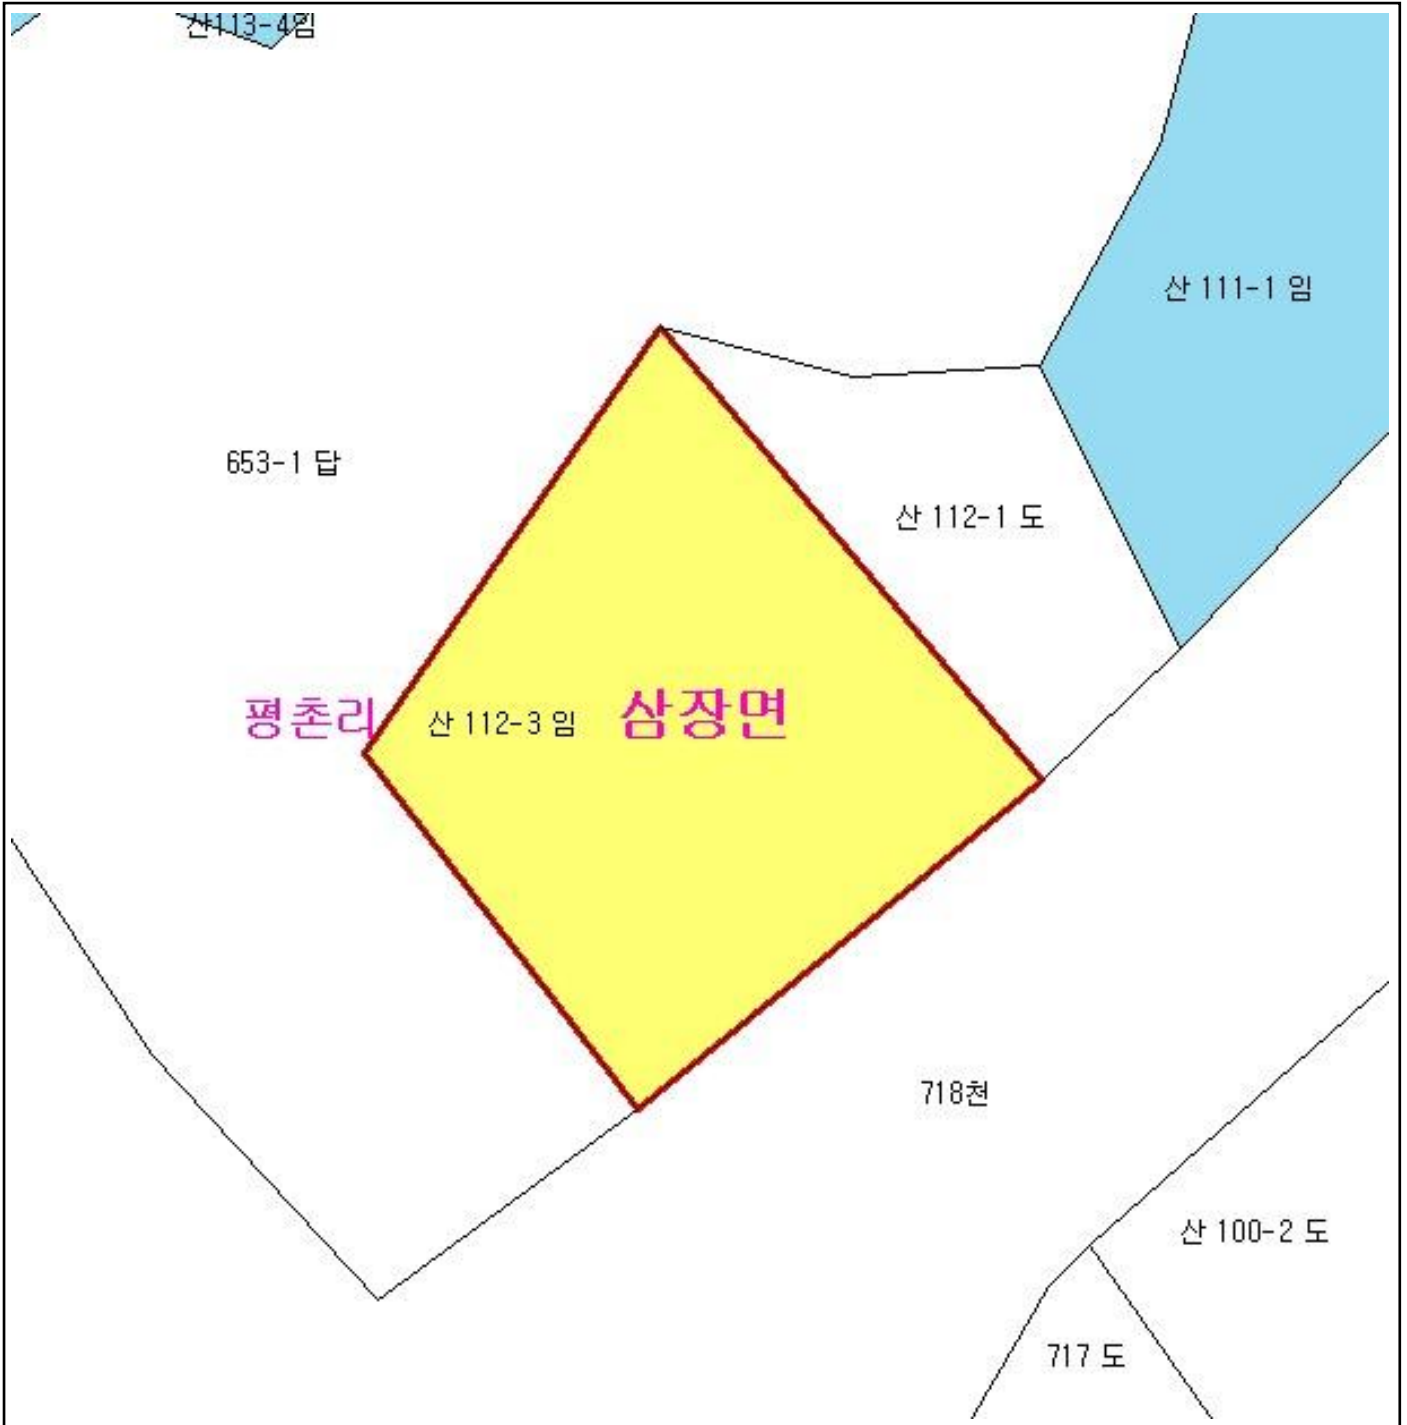 산113-4임
산 111-1 임
653-1 답
산 112-1 도
평촌리
산 112-3 임
삼장면
718천
산 100-2 도
717 도